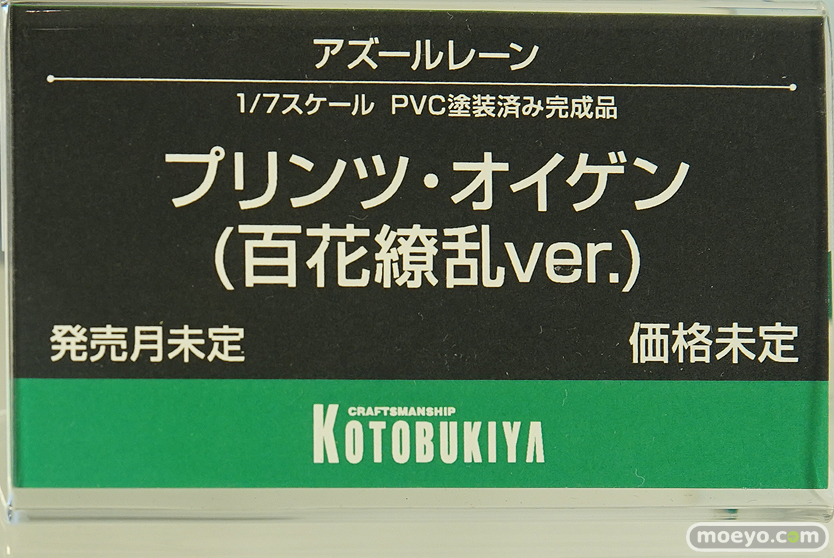 アズールレーン
1/7スケール PVC塗装済み完成品
プリンツ・オイゲン
(百花繚乱ver.)
発売月未定 価格未定
CRAFTSMANSHIP
KOTOBUKIYA
moeyo.com